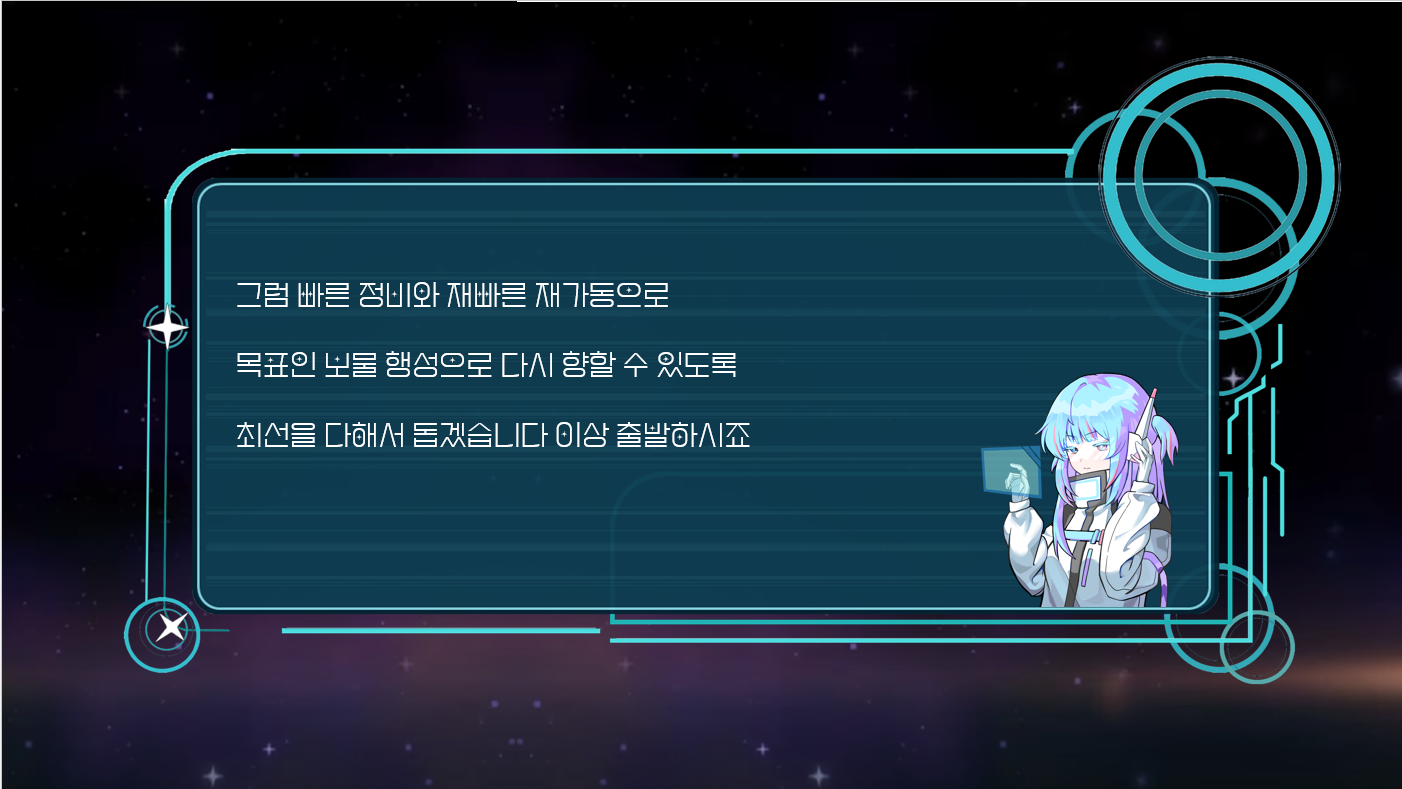 그럼 빠른 정비와 재빠른 재가동으로
목표인 보물 행성으로 다시 향할 수 있도록
최선을 다해서 돕겠습니다 이상 출발하시죠